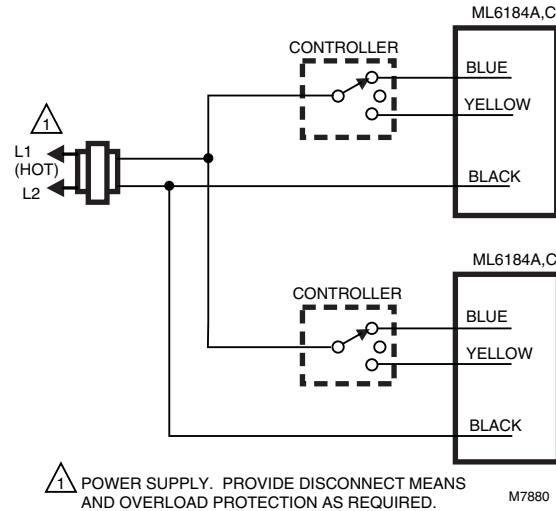 ML6184A,C
CONTROLLER
BLUE
YELLOW
1
L1
(HOT)
L2
BLACK
ML6184A,C
CONTROLLER
BLUE
YELLOW
BLACK
1 POWER SUPPLY. PROVIDE DISCONNECT MEANS
AND OVERLOAD PROTECTION AS REQUIRED.
M7880